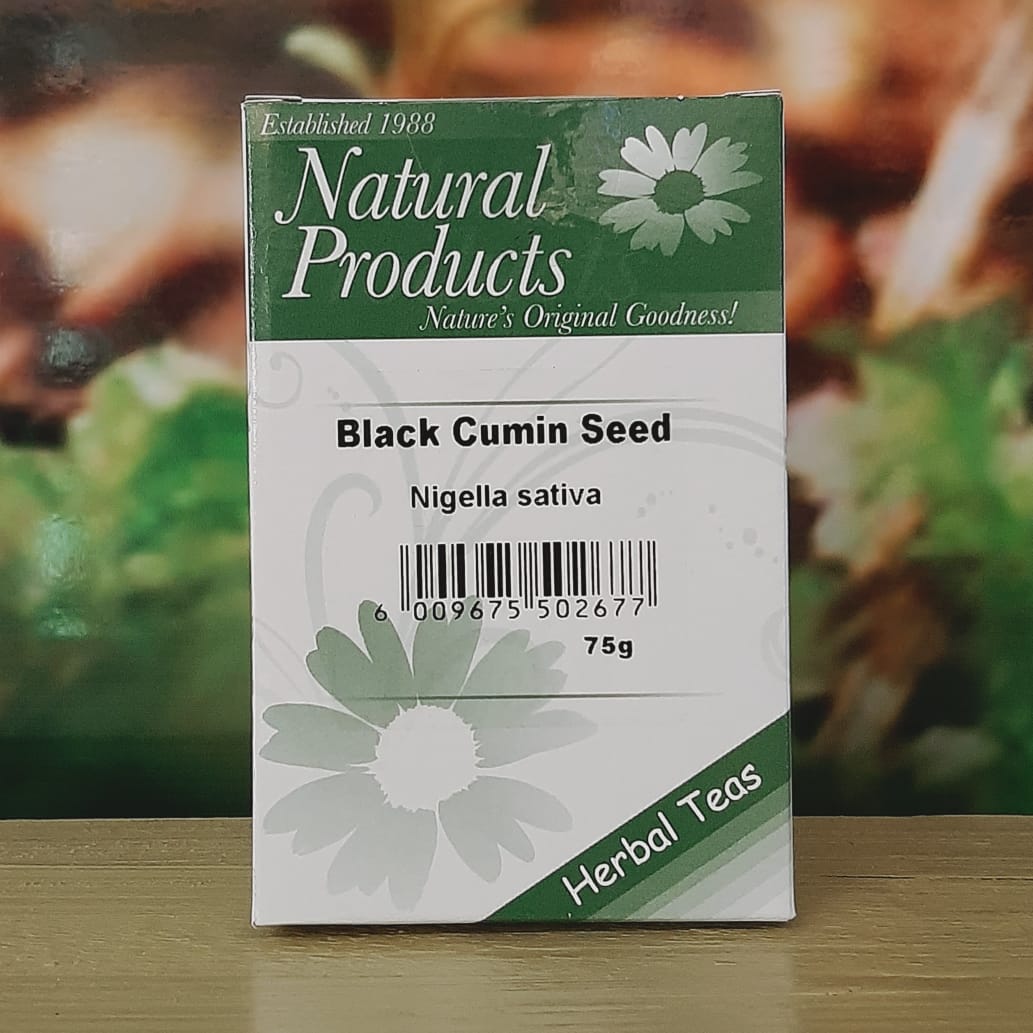 Established 1988
Natural
Products
Nature's Original Goodness!
Black Cumin Seed
Nigella sativa
6 009675 502677
75g
Herbal Teas